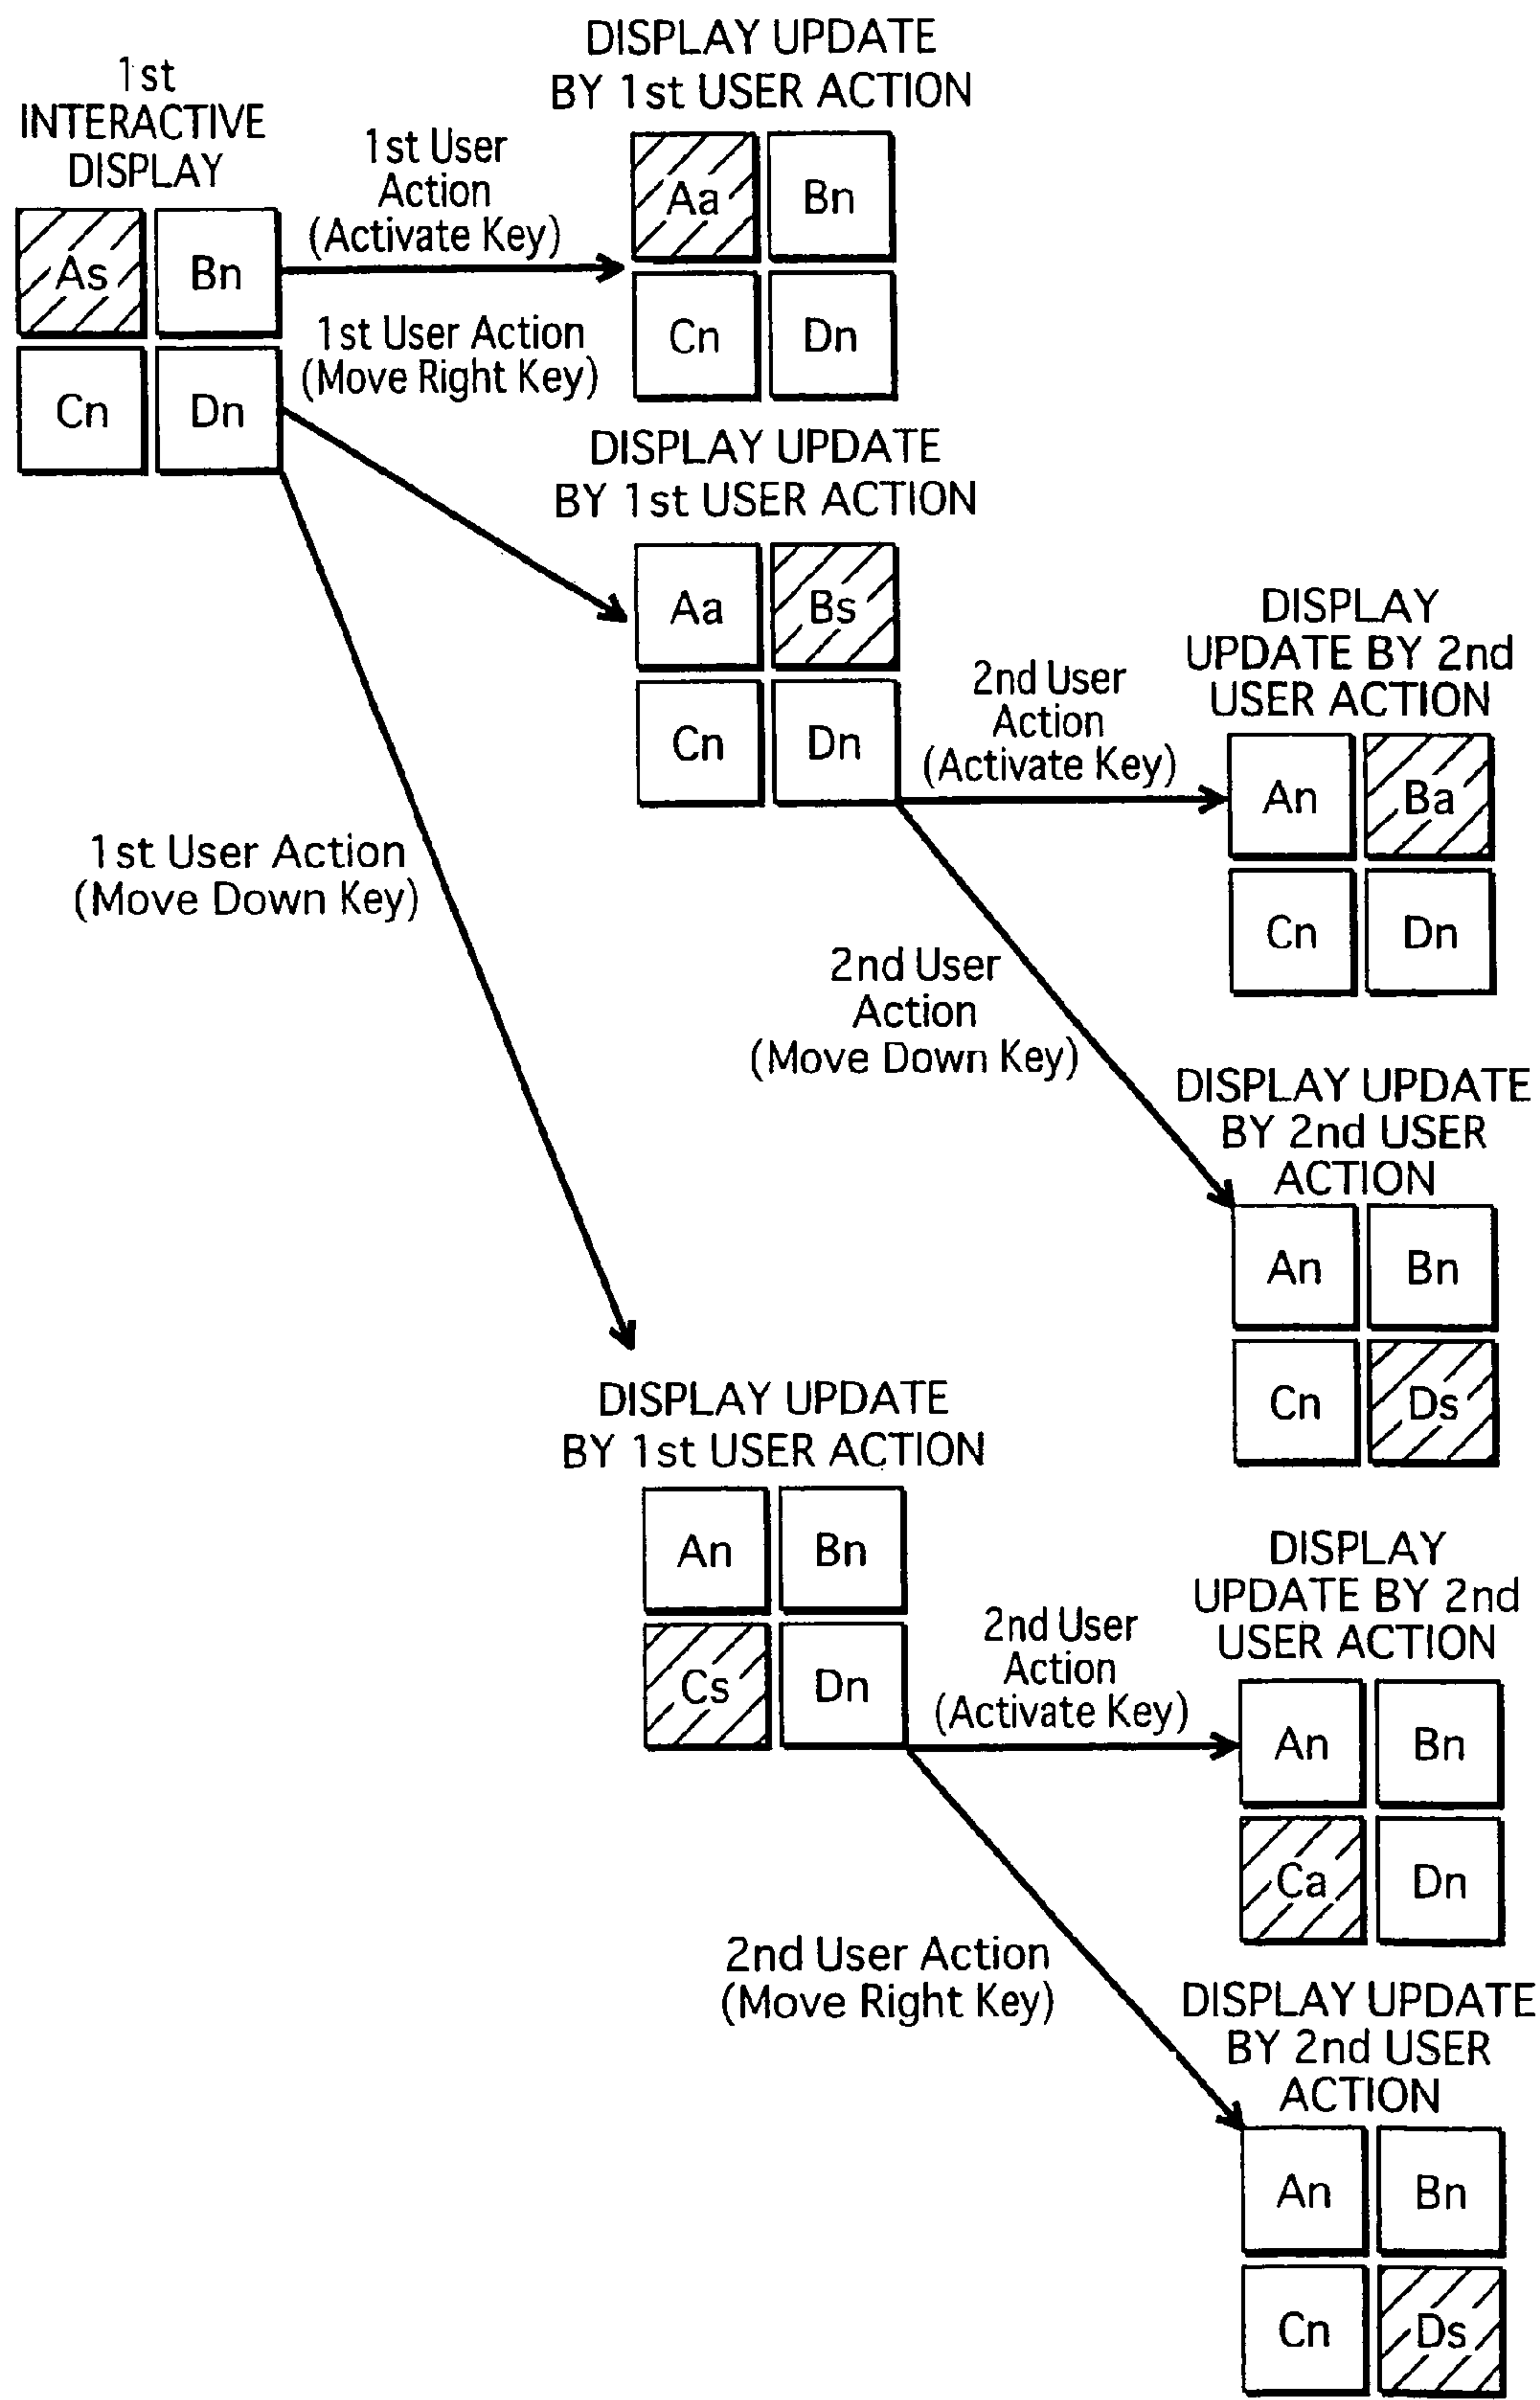 1st
INTERACTIVE
DISPLAY
As Bn
Cn Dn
1st User
Action
(Activate Key)
DISPLAY UPDATE
BY 1st USER ACTION
Aa Bn
Cn Dn
1st User Action
(Move Right Key)
DISPLAY UPDATE
BY 1st USER ACTION
Aa Bs
Cn Dn
2nd User
Action
(Activate Key)
DISPLAY
UPDATE BY 2nd
USER ACTION
An Ba
Cn Dn
2nd User
Action
(Move Down Key)
DISPLAY UPDATE
BY 2nd USER
ACTION
An Bn
Cn Ds
1st User Action
(Move Down Key)
DISPLAY UPDATE
BY 1st USER ACTION
An Bn
Cs Dn
2nd User
Action
(Activate Key)
DISPLAY
UPDATE BY 2nd
USER ACTION
An Bn
Ca Dn
2nd User Action
(Move Right Key)
DISPLAY UPDATE
BY 2nd USER
ACTION
An Bn
Cn Ds